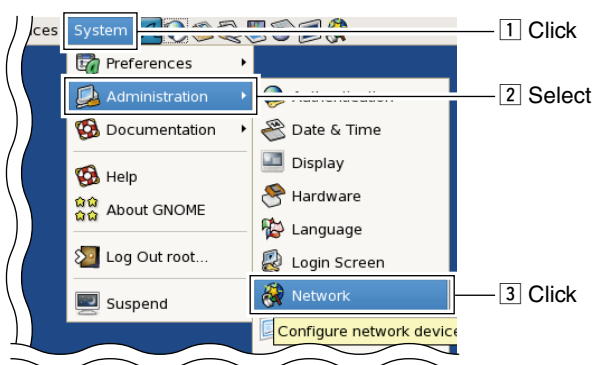 ces System
1 Click
Preferences
Administration
2 Select
Authentication
Documentation
Date & Time
Display
Help
Hardware
About GNOME
Language
Log Out root...
Login Screen
Network
3 Click
Suspend
Configure network device